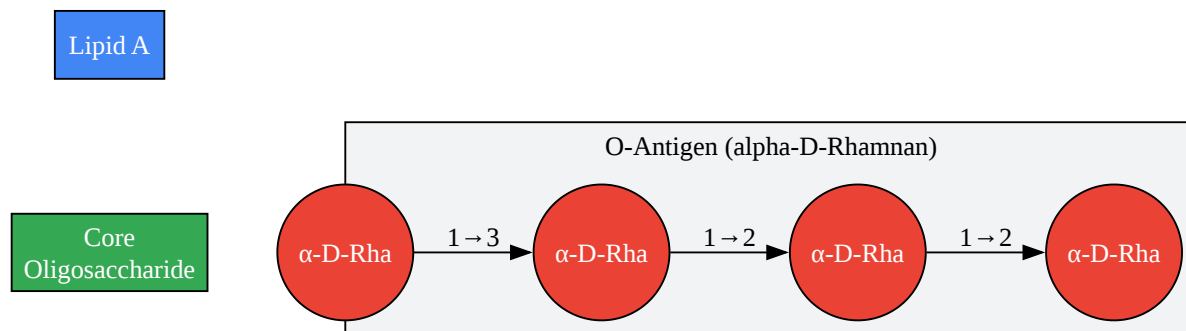 Lipid A
O-Antigen (alpha-D-Rhamnan)
Core
Oligosaccharide
α-D-Rha
1→3
α-D-Rha
1→2
α-D-Rha
1→2
α-D-Rha